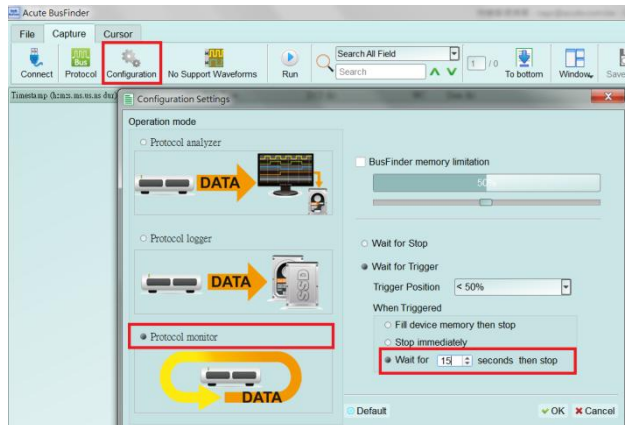 Acute BusFinder
File Capture Cursor
Search All Field
Bus
1 / 0
Search
Connect Protocol Configuration No Support Waveforms Run To bottom Window Save
Timestamp (h:m:s.ms.us.ns dur)
Configuration Settings
Operation mode
Protocol analyzer
BusFinder memory limitation
DATA
50
Protocol logger
Wait for Stop
Wait for Trigger
DATA
SSD
Trigger Position < 50%
When Triggered
Fill device memory then stop
Stop immediately
Protocol monitor
Wait for 15 seconds then stop
DATA
Default OK Cancel